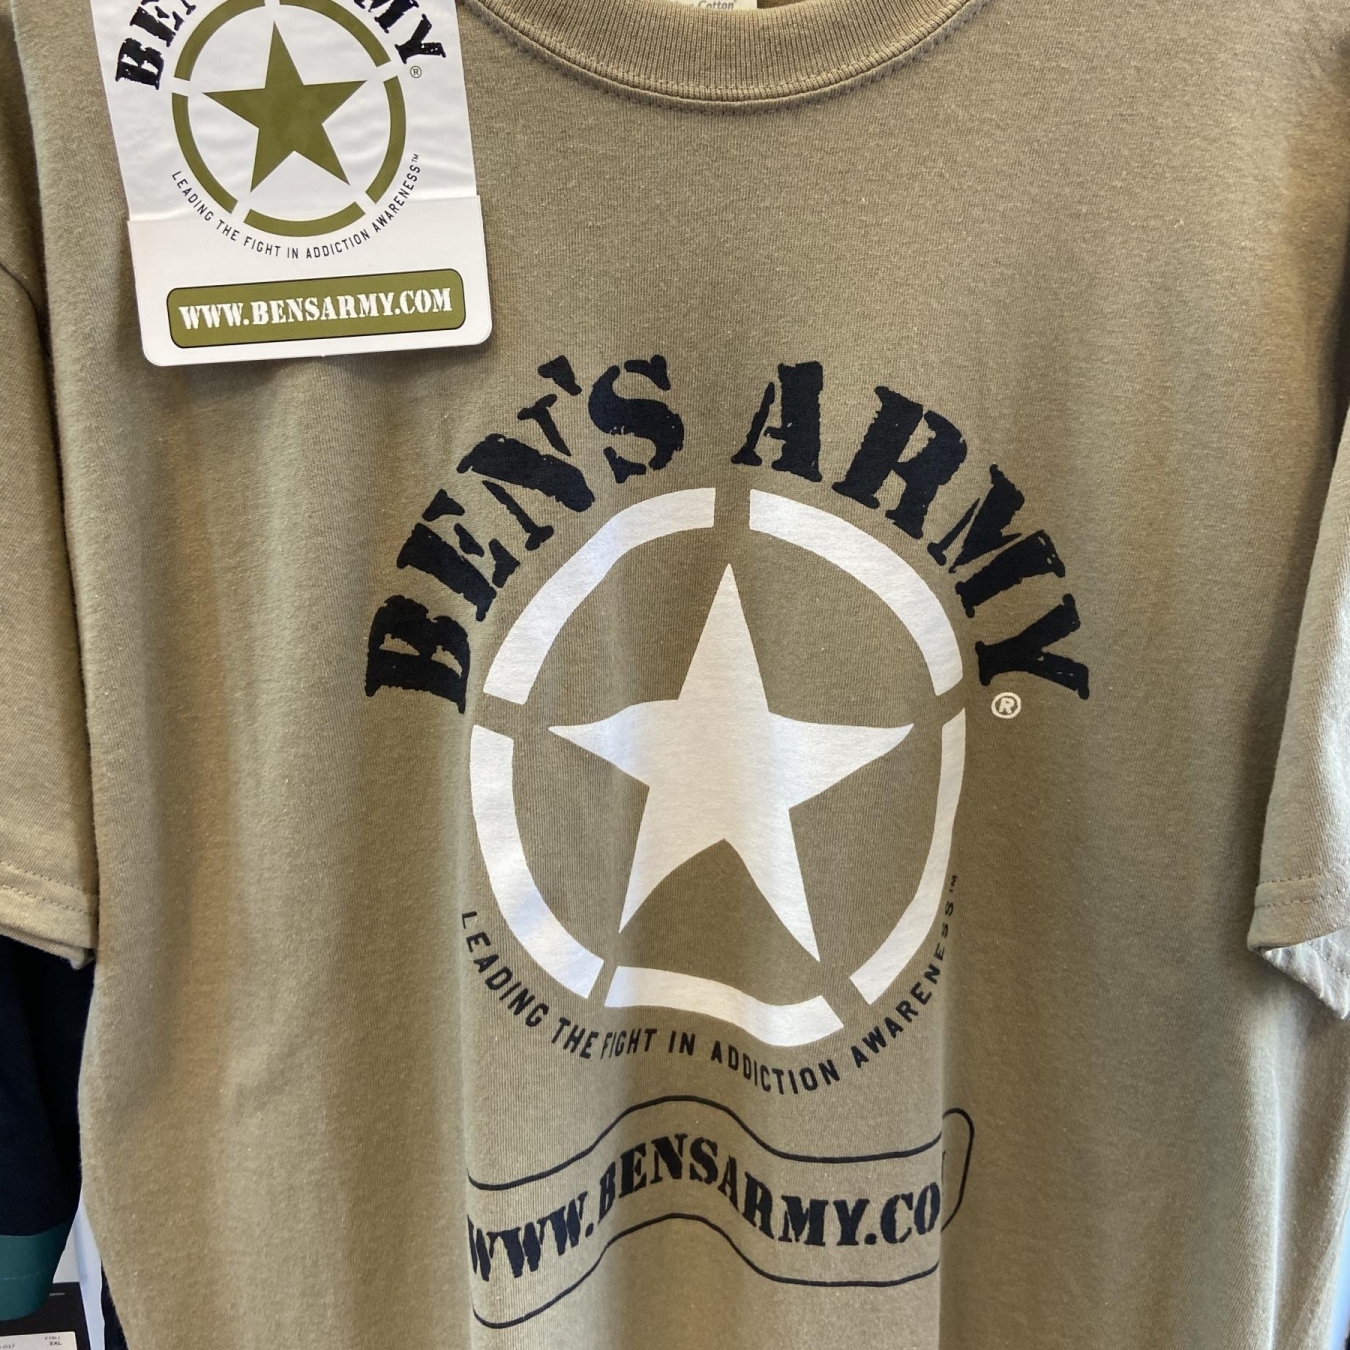 Cotton
BEN'S ARMY®
LEADING THE FIGHT IN ADDICTION AWARENESS™
WWW.BENSARMY.COM
BEN'S ARMY®
LEADING THE FIGHT IN ADDICTION AWARENESS™
WWW.BENSARMY.CO